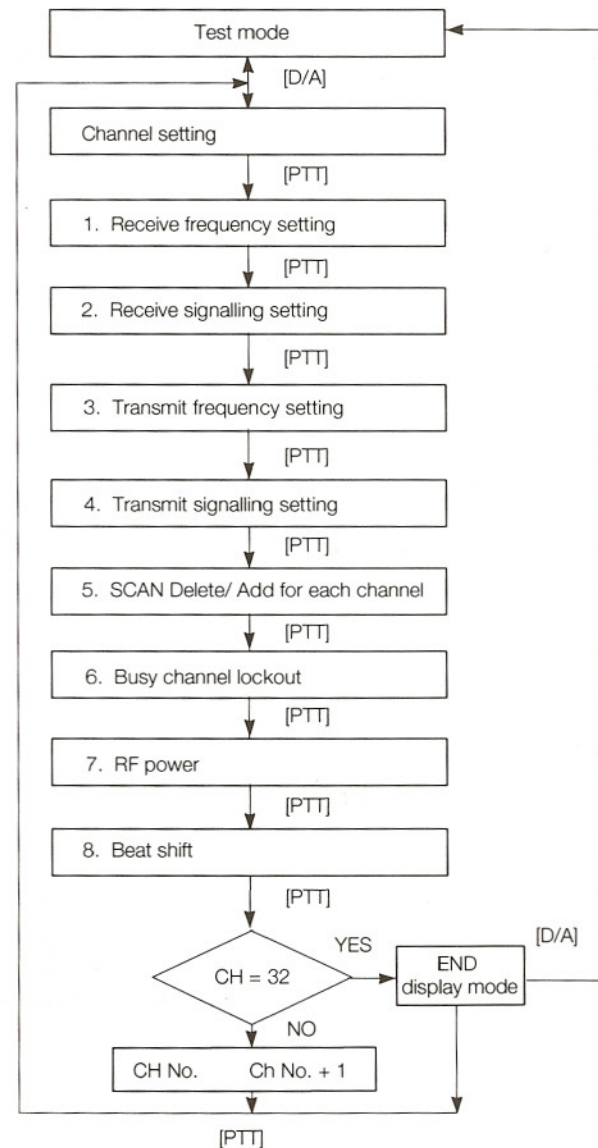 Test mode
[D/A]
Channel setting
[PTT]
1. Receive frequency setting
[PTT]
2. Receive signalling setting
[PTT]
3. Transmit frequency setting
[PTT]
4. Transmit signalling setting
[PTT]
5. SCAN Delete/ Add for each channel
[PTT]
6. Busy channel lockout
[PTT]
7. RF power
[PTT]
8. Beat shift
[PTT]
YES
[D/A]
CH = 32
END
display mode
NO
CH No. Ch No. + 1
[PTT]